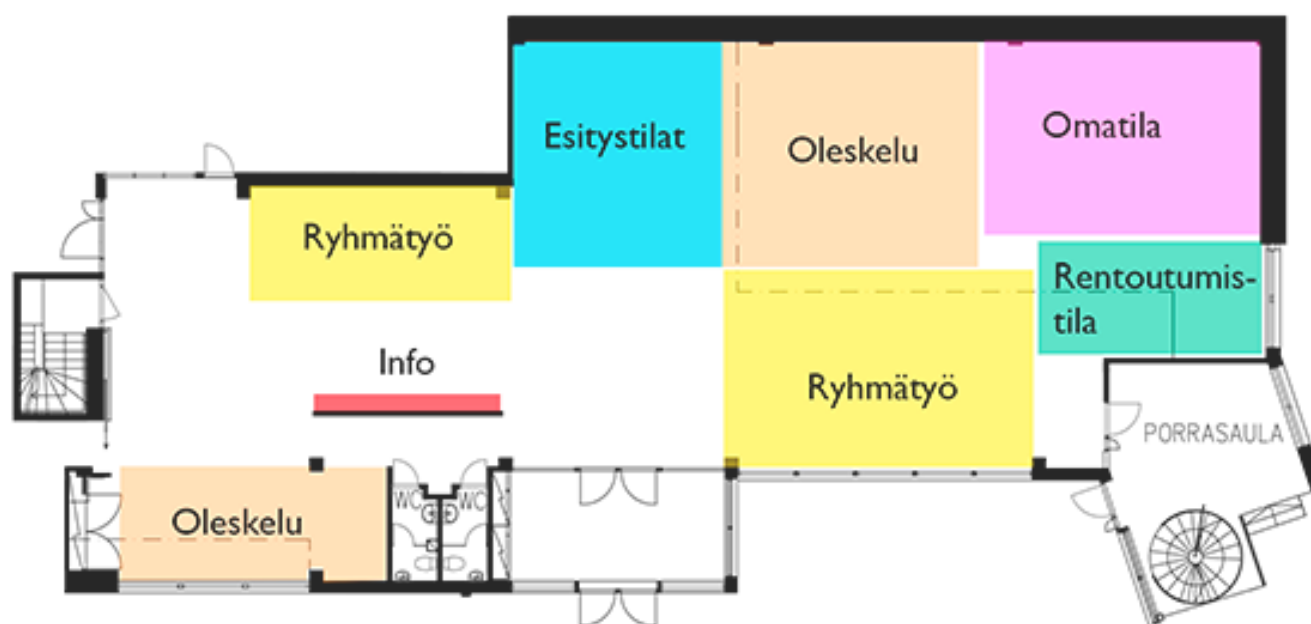 Esitystilat
Oleskelu
Omatila
Ryhmätyö
Rentoutumis-
tila
Info
Ryhmätyö
PORRASAULA
Oleskelu
WC
WC